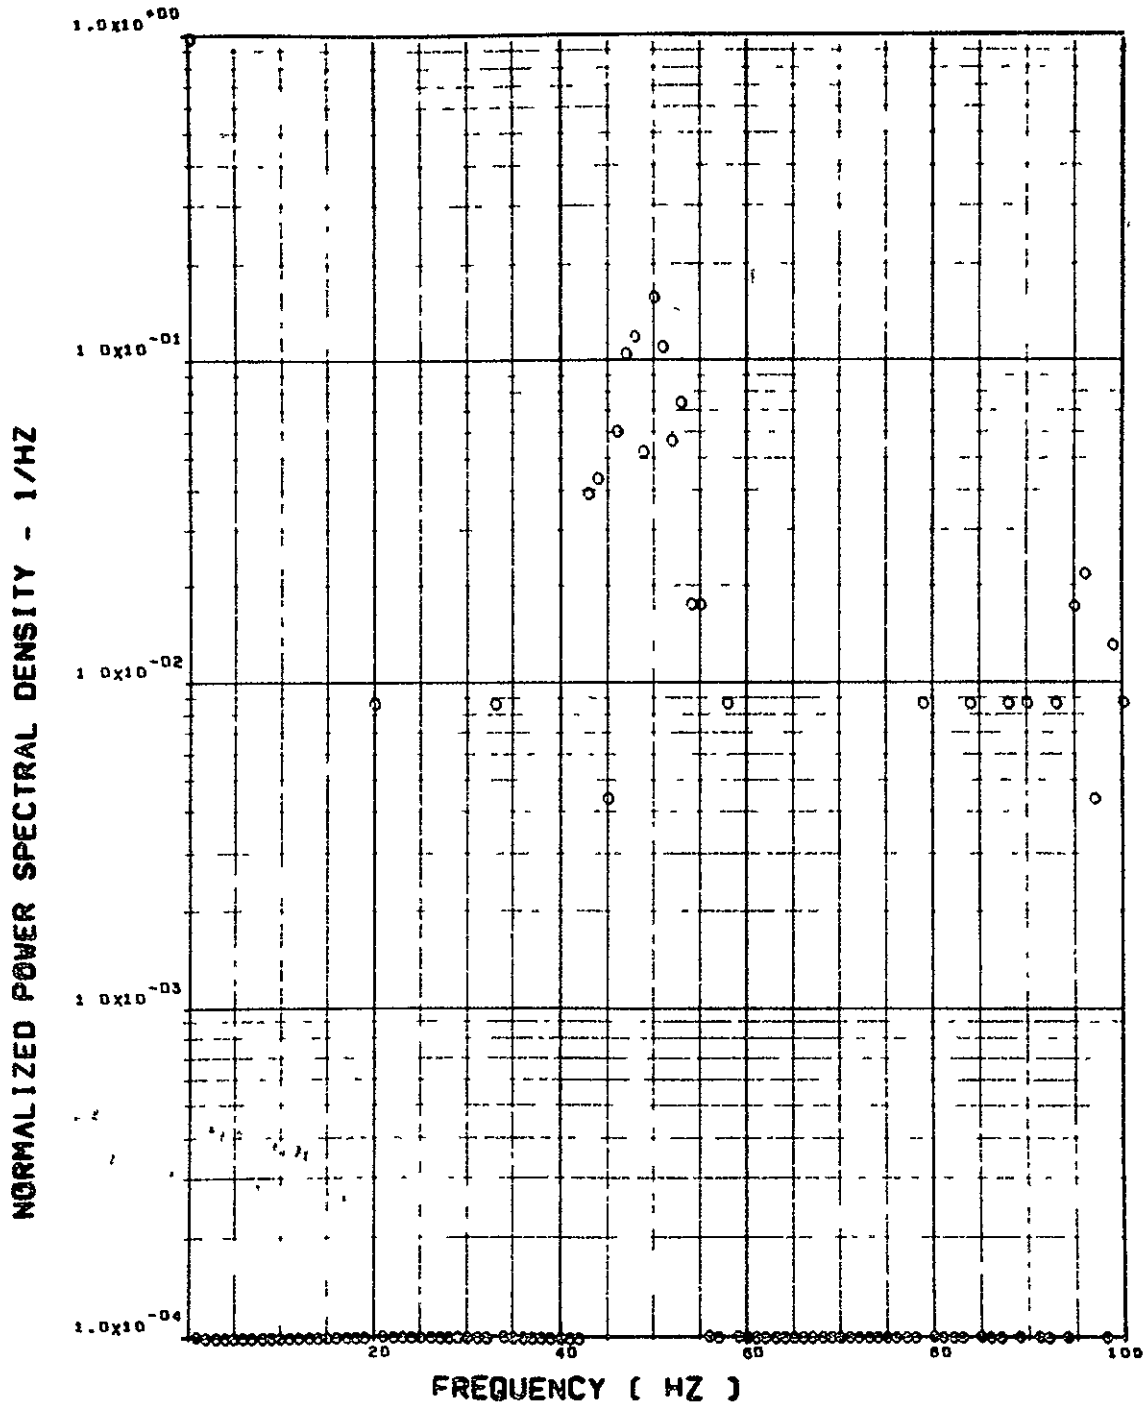 1.0x10+00
1 0x10-01
1 0x10-02
1 0x10-03
1.0x10-04
NORMALIZED POWER SPECTRAL DENSITY - 1/HZ
20 40 60 80 100
FREQUENCY ( HZ )